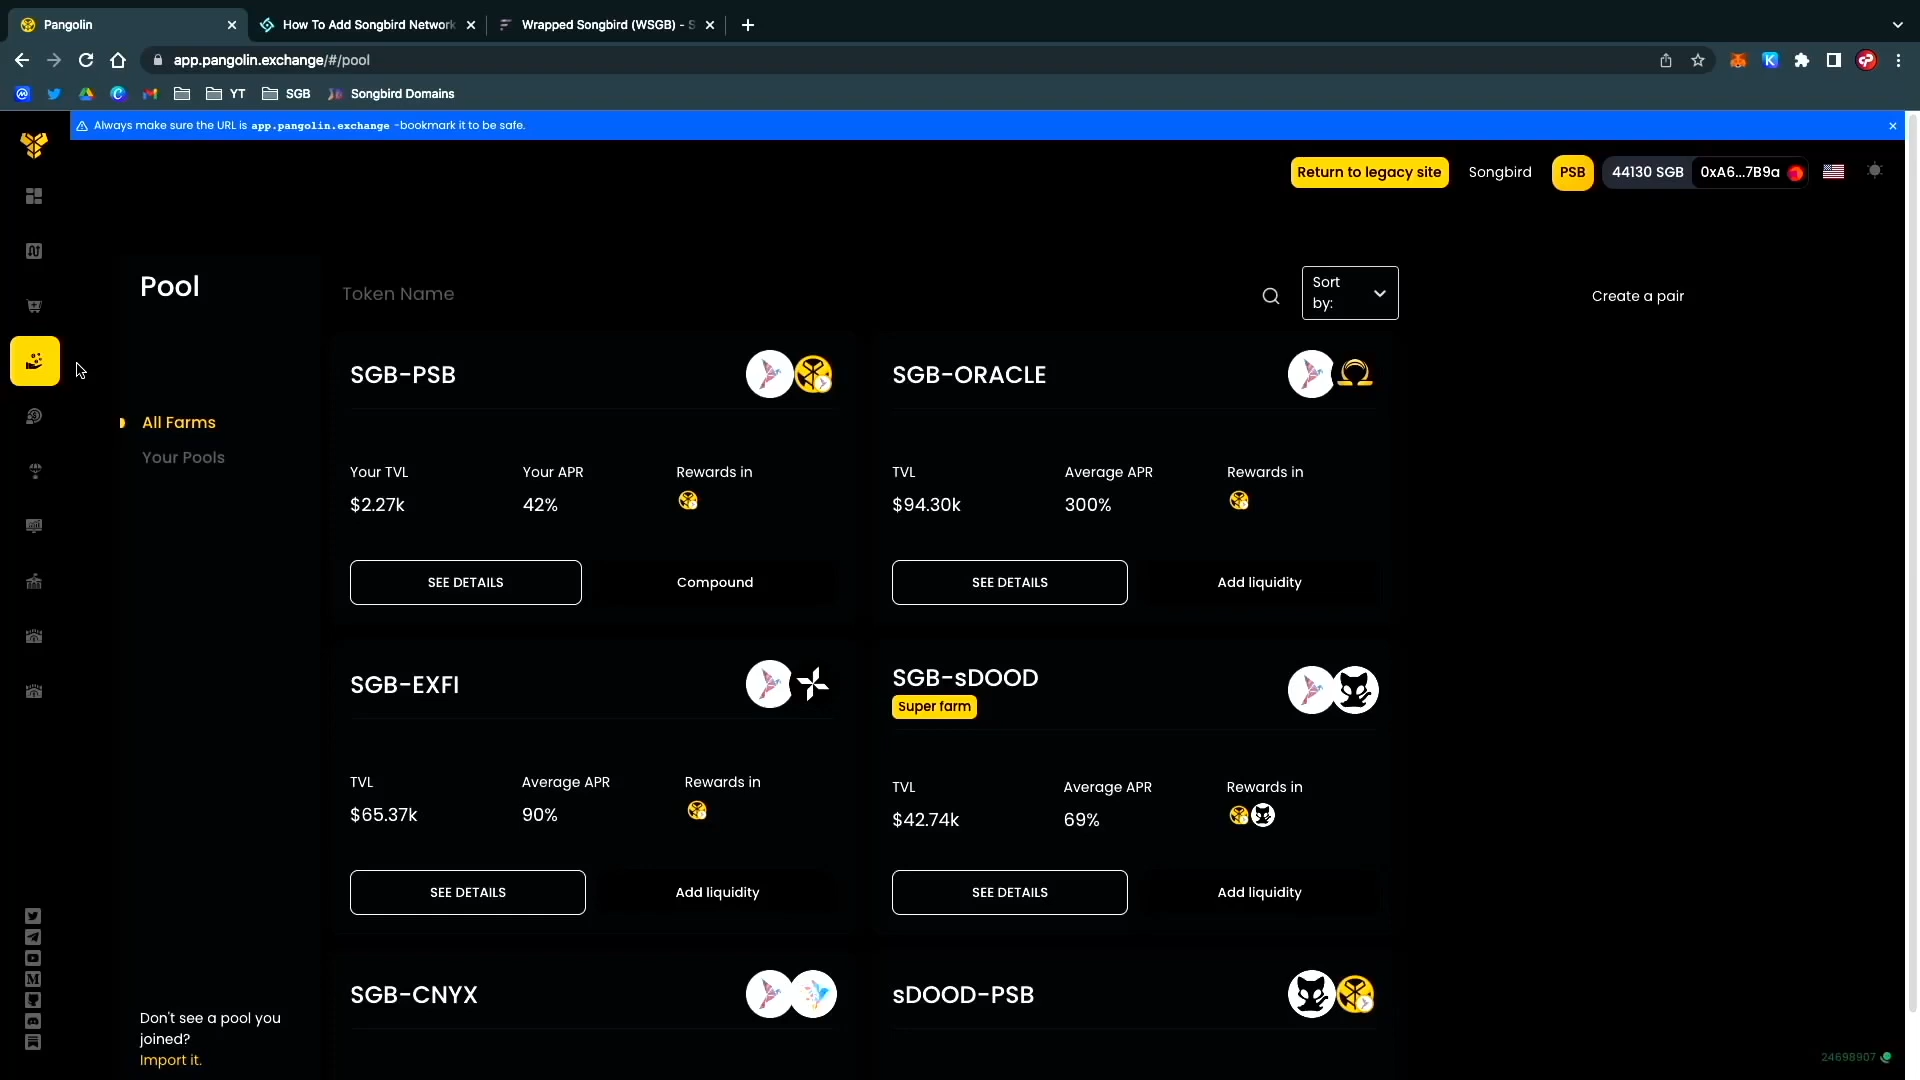 Pangolin
How To Add Songbird Network
Wrapped Songbird (WSGB) - S
app.pangolin.exchange/#/pool
YT
SGB
Songbird Domains
Always make sure the URL is app.pangolin.exchange -bookmark it to be safe.
Return to legacy site
Songbird
PSB
44130 SGB
0xA6...7B9a
Pool
Token Name
Sort
by:
Create a pair
All Farms
Your Pools
SGB-PSB
Your TVL
Your APR
Rewards in
$2.27k
42%
SEE DETAILS
Compound
SGB-ORACLE
TVL
Average APR
Rewards in
$94.30k
300%
SEE DETAILS
Add liquidity
SGB-EXFI
TVL
Average APR
Rewards in
$65.37k
90%
SEE DETAILS
Add liquidity
SGB-sDOOD
Super farm
TVL
Average APR
Rewards in
$42.74k
69%
SEE DETAILS
Add liquidity
SGB-CNYX
sDOOD-PSB
Don't see a pool you
joined?
Import it.
24698907